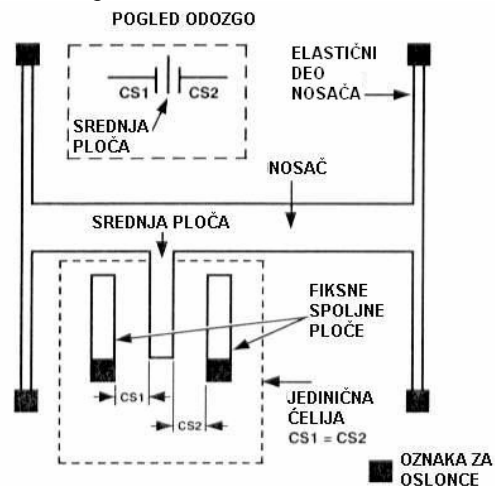 POGLED ODOZGO
CS1 CS2
SREDNJA
PLOČA
ELASTIČNI
DEO
NOSAČA
NOSAČ
SREDNJA PLOČA
FIKSNE
SPOLJNE
PLOČE
CS1
CS2
JEDINIČNA
ĆELIJA
CS1 = CS2
OZNAKA ZA
OSLONCE